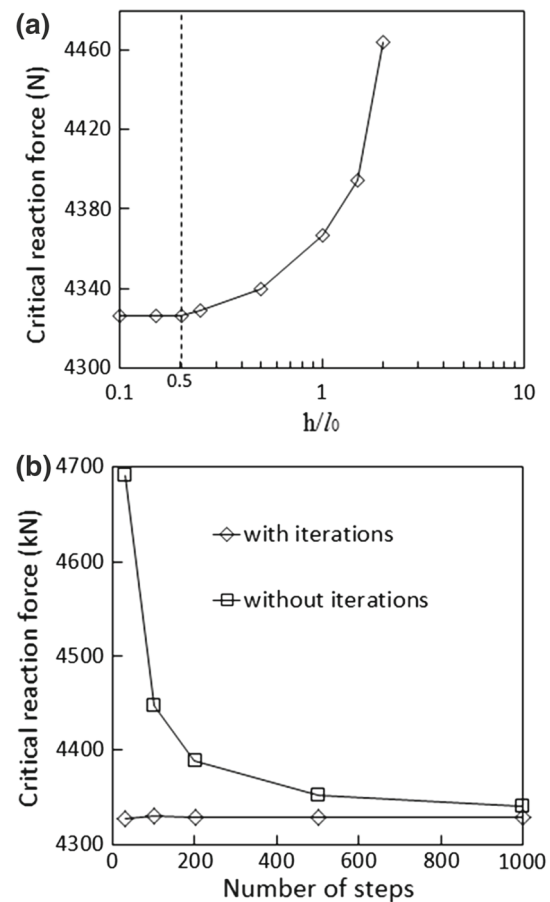 (a)
Critical reaction force (N)
4460
4420
4380
4340
4300
0.1
0.5
1
10
h/l0
(b)
Critical reaction force (kN)
4700
4600
4500
4400
4300
with iterations
without iterations
0
200
400
600
800
1000
Number of steps